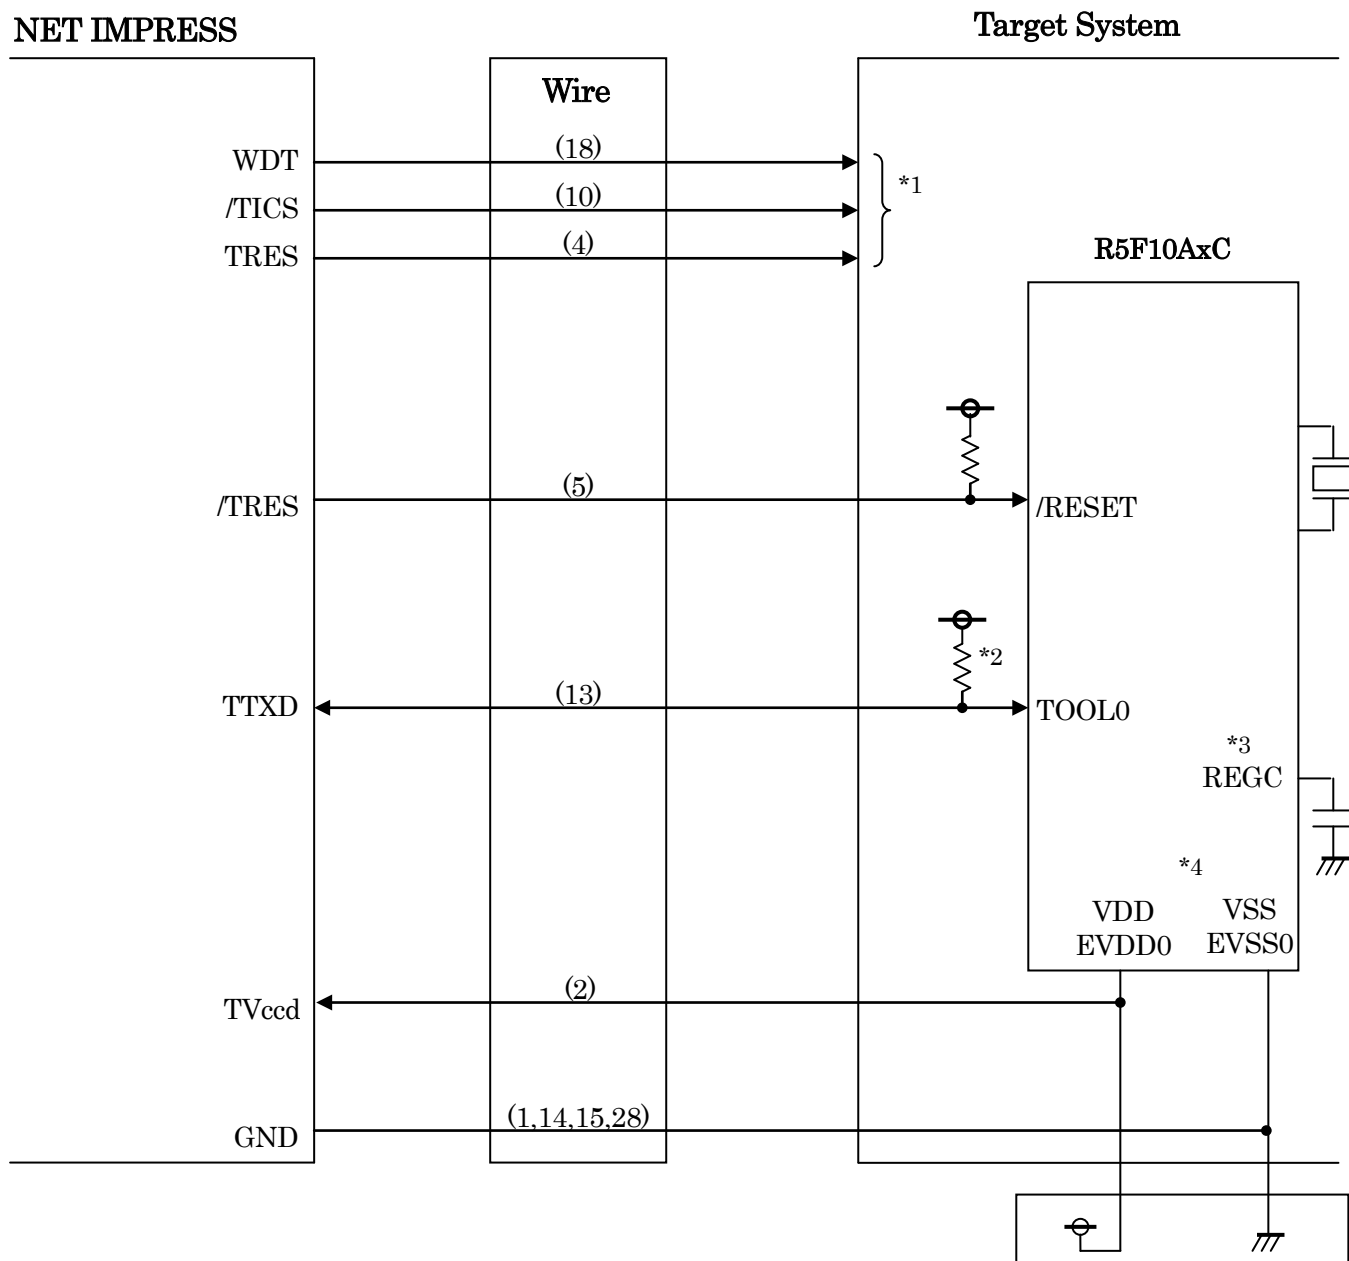 NET IMPRESS
Target System
Wire
WDT
(18)
*1
/TICS
(10)
TRES
(4)
R5F10AxC
/TRES
(5)
/RESET
*2
TTXD
(13)
TOOL0
*3
REGC
*4
VDD
VSS
EVDD0
EVSS0
TVccd
(2)
GND
(1,14,15,28)